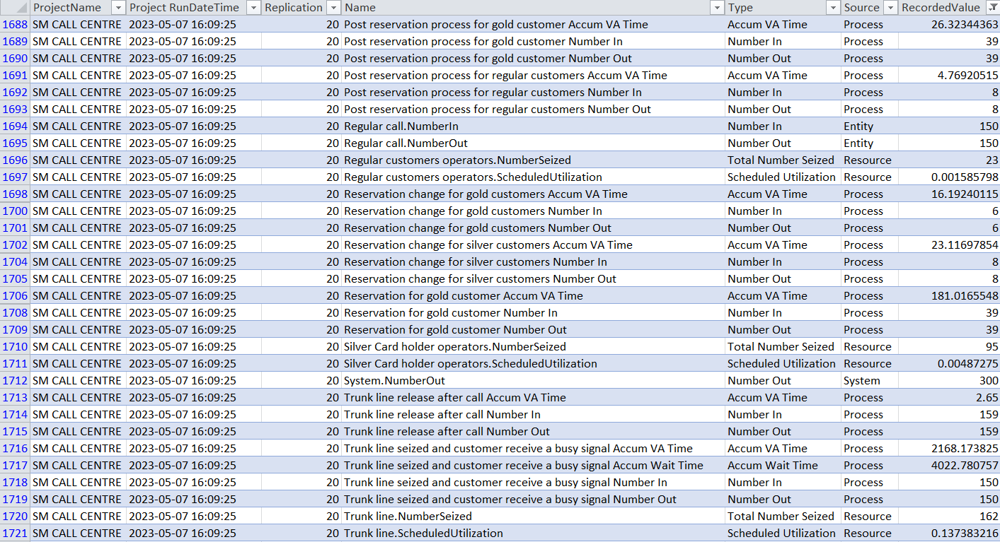 ProjectName Project RunDateTime Replication Name Type Source RecordedValue
1688 SM CALL CENTRE 2023-05-07 16:09:25 20 Post reservation process for gold customer Accum VA Time Accum VA Time Process 26.32344363
1689 SM CALL CENTRE 2023-05-07 16:09:25 20 Post reservation process for gold customer Number In Number In Process 39
1690 SM CALL CENTRE 2023-05-07 16:09:25 20 Post reservation process for gold customer Number Out Number Out Process 39
1691 SM CALL CENTRE 2023-05-07 16:09:25 20 Post reservation process for regular customers Accum VA Time Accum VA Time Process 4.76920515
1692 SM CALL CENTRE 2023-05-07 16:09:25 20 Post reservation process for regular customers Number In Number In Process 8
1693 SM CALL CENTRE 2023-05-07 16:09:25 20 Post reservation process for regular customers Number Out Number Out Process 8
1694 SM CALL CENTRE 2023-05-07 16:09:25 20 Regular call.NumberIn Number In Entity 150
1695 SM CALL CENTRE 2023-05-07 16:09:25 20 Regular call.NumberOut Number Out Entity 150
1696 SM CALL CENTRE 2023-05-07 16:09:25 20 Regular customers operators.NumberSeized Total Number Seized Resource 23
1697 SM CALL CENTRE 2023-05-07 16:09:25 20 Regular customers operators.ScheduledUtilization Scheduled Utilization Resource 0.001585798
1698 SM CALL CENTRE 2023-05-07 16:09:25 20 Reservation change for gold customers Accum VA Time Accum VA Time Process 16.19240115
1700 SM CALL CENTRE 2023-05-07 16:09:25 20 Reservation change for gold customers Number In Number In Process 6
1701 SM CALL CENTRE 2023-05-07 16:09:25 20 Reservation change for gold customers Number Out Number Out Process 6
1702 SM CALL CENTRE 2023-05-07 16:09:25 20 Reservation change for silver customers Accum VA Time Accum VA Time Process 23.11697854
1704 SM CALL CENTRE 2023-05-07 16:09:25 20 Reservation change for silver customers Number In Number In Process 8
1705 SM CALL CENTRE 2023-05-07 16:09:25 20 Reservation change for silver customers Number Out Number Out Process 8
1706 SM CALL CENTRE 2023-05-07 16:09:25 20 Reservation for gold customer Accum VA Time Accum VA Time Process 181.0165548
1708 SM CALL CENTRE 2023-05-07 16:09:25 20 Reservation for gold customer Number In Number In Process 39
1709 SM CALL CENTRE 2023-05-07 16:09:25 20 Reservation for gold customer Number Out Number Out Process 39
1710 SM CALL CENTRE 2023-05-07 16:09:25 20 Silver Card holder operators.NumberSeized Total Number Seized Resource 95
1711 SM CALL CENTRE 2023-05-07 16:09:25 20 Silver Card holder operators.ScheduledUtilization Scheduled Utilization Resource 0.00487275
1712 SM CALL CENTRE 2023-05-07 16:09:25 20 System.NumberOut Number Out System 300
1713 SM CALL CENTRE 2023-05-07 16:09:25 20 Trunk line release after call Accum VA Time Accum VA Time Process 2.65
1714 SM CALL CENTRE 2023-05-07 16:09:25 20 Trunk line release after call Number In Number In Process 159
1715 SM CALL CENTRE 2023-05-07 16:09:25 20 Trunk line release after call Number Out Number Out Process 159
1716 SM CALL CENTRE 2023-05-07 16:09:25 20 Trunk line seized and customer receive a busy signal Accum VA Time Accum VA Time Process 2168.173825
1717 SM CALL CENTRE 2023-05-07 16:09:25 20 Trunk line seized and customer receive a busy signal Accum Wait Time Accum Wait Time Process 4022.780757
1718 SM CALL CENTRE 2023-05-07 16:09:25 20 Trunk line seized and customer receive a busy signal Number In Number In Process 150
1719 SM CALL CENTRE 2023-05-07 16:09:25 20 Trunk line seized and customer receive a busy signal Number Out Number Out Process 150
1720 SM CALL CENTRE 2023-05-07 16:09:25 20 Trunk line.NumberSeized Total Number Seized Resource 162
1721 SM CALL CENTRE 2023-05-07 16:09:25 20 Trunk line.ScheduledUtilization Scheduled Utilization Resource 0.137383216